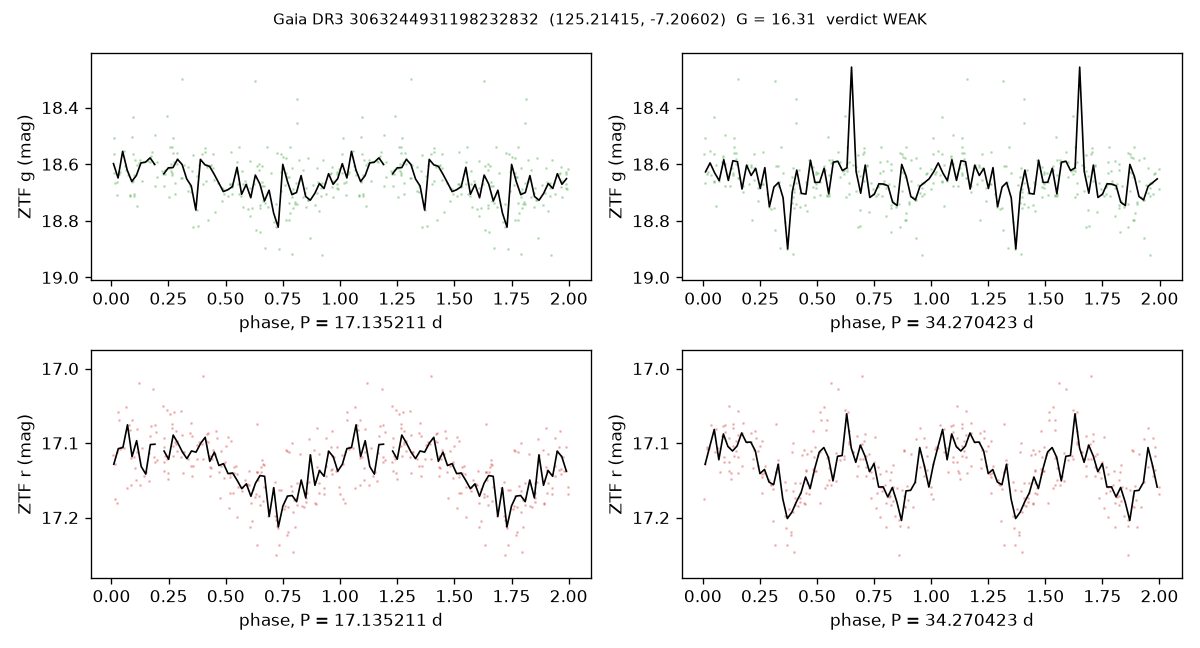 Gaia DR3 3063244931198232832 (125.21415, -7.20602) G = 16.31 verdict WEAK
ZTF g (mag)
18.4
18.6
18.8
19.0
0.00 0.25 0.50 0.75 1.00 1.25 1.50 1.75 2.00
phase, P = 17.135211 d
ZTF g (mag)
18.4
18.6
18.8
19.0
0.00 0.25 0.50 0.75 1.00 1.25 1.50 1.75 2.00
phase, P = 34.270423 d
ZTF r (mag)
17.0
17.1
17.2
0.00 0.25 0.50 0.75 1.00 1.25 1.50 1.75 2.00
phase, P = 17.135211 d
ZTF r (mag)
17.0
17.1
17.2
0.00 0.25 0.50 0.75 1.00 1.25 1.50 1.75 2.00
phase, P = 34.270423 d